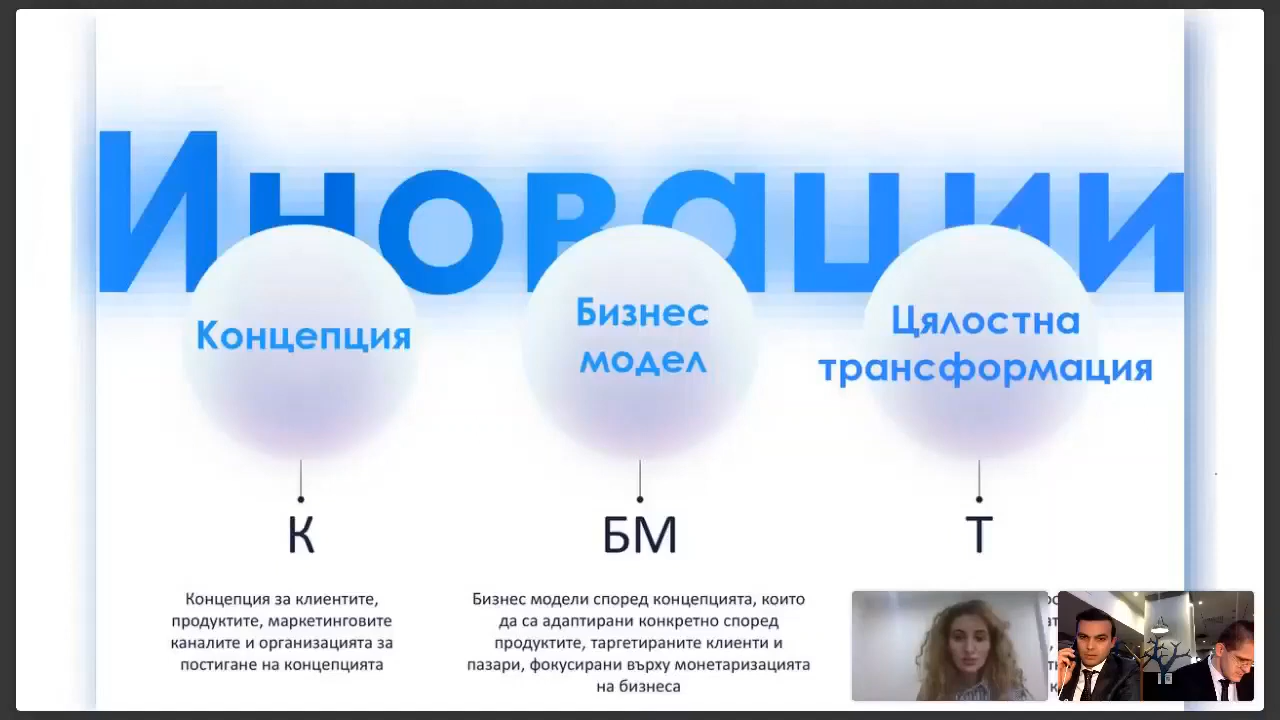 Иновации
Концепция
Бизнес
модел
Цялостна
трансформация
К
БМ
Т
Концепция за клиентите,
продуктите, маркетинговите
каналите и организацията за
постигане на концепцията
Бизнес модели според концепцията, които
да са адаптирани конкретно според
продуктите, таргетираните клиенти и
пазари, фокусирани върху монетаризацията
на бизнеса